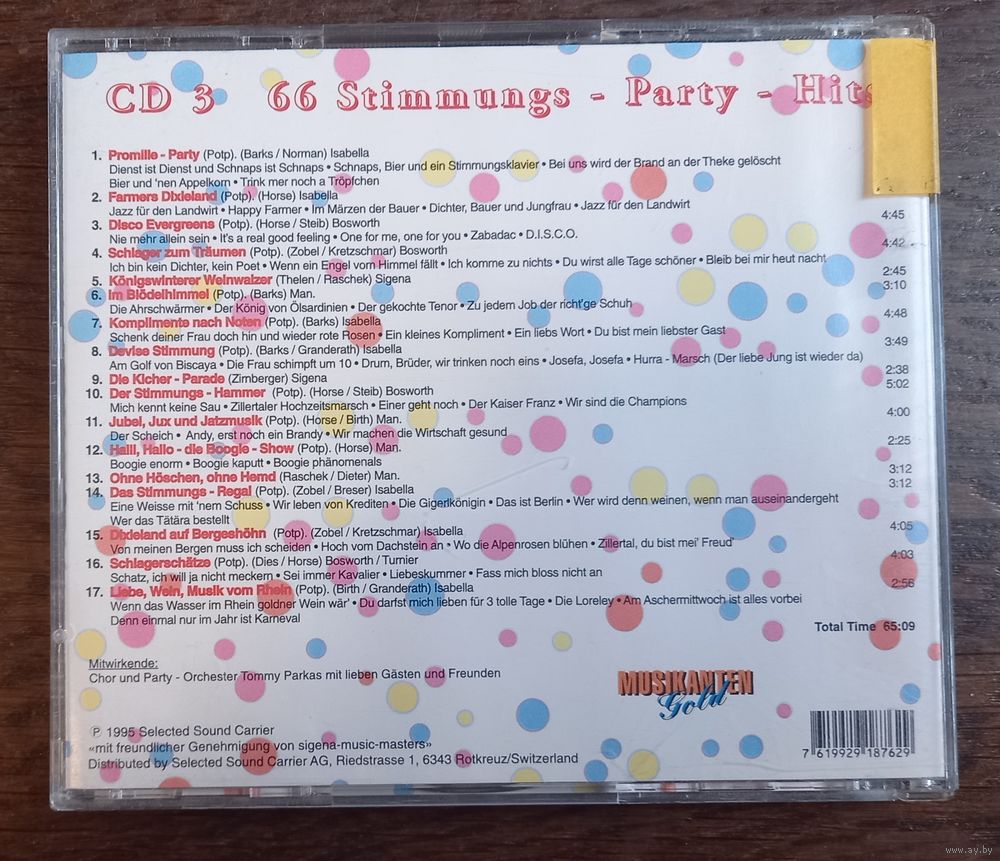 CD 3 66 Stimmungs - Party - Hits
1. Promille - Party (Potp). (Barks / Norman) Isabella
Dienst ist Dienst und Schnaps ist Schnaps • Schnaps, Bier und ein Stimmungsklavier • Bei uns wird der Brand an der Theke gelöscht
Bier und 'nen Appelkorn • Trink mer noch a Tröpfchen
2. Farmers Dixieland (Potp). (Horse) Isabella
Jazz für den Landwirt • Happy Farmer • Im Märzen der Bauer • Dichter, Bauer und Jungfrau • Jazz für den Landwirt 4:45
3. Disco Evergreens (Potp). (Horse / Steib) Bosworth
Nie mehr allein sein • It's a real good feeling • One for me, one for you • Zabadac • D.I.S.C.O. 4:42
4. Schlager zum Träumen (Potp). (Zobel / Kretzschmar) Bosworth
Ich bin kein Dichter, kein Poet • Wenn ein Engel vom Himmel fällt • Ich komme zu nichts • Du wirst alle Tage schöner • Bleib bei mir heut nacht 2:45
5. Königswinterer Weinwalzer (Thelen / Raschek) Sigena 3:10
6. Im Blödelhimmel (Potp). (Barks) Man.
Die Ahrschwärmer • Der König von Ölsardinien • Der gekochte Tenor • Zu jedem Job der richt'ge Schuh 4:48
7. Komplimente nach Noten (Potp). (Barks) Isabella
Schenk deiner Frau doch hin und wieder rote Rosen • Ein kleines Kompliment • Ein liebs Wort • Du bist mein liebster Gast 3:49
8. Devise Stimmung (Potp). (Barks / Granderath) Isabella
Am Golf von Biscaya • Die Frau schimpft um 10 • Drum, Brüder, wir trinken noch eins • Josefa, Josefa • Hurra - Marsch (Der liebe Jung ist wieder da) 2:38
9. Die Kicher - Parade (Zirnberger) Sigena 5:02
10. Der Stimmungs - Hammer (Potp). (Horse / Steib) Bosworth
Mich kennt keine Sau • Zillertaler Hochzeitsmarsch • Einer geht noch • Der Kaiser Franz • Wir sind die Champions 4:00
11. Jubel, Jux und Jatzmusik (Potp). (Horse / Birth) Man.
Der Scheich • Andy, erst noch ein Brandy • Wir machen die Wirtschaft gesund 2:25
12. Halli, Hallo - die Boogie - Show (Potp). (Horse) Man.
Boogie enorm • Boogie kaputt • Boogie phänomenals 3:12
13. Ohne Höschen, ohne Hemd (Raschek / Dieter) Man. 3:12
14. Das Stimmungs - Regal (Potp). (Zobel / Breser) Isabella
Eine Weisse mit 'nem Schuss • Wir leben von Krediten • Die Gigerlkönigin • Das ist Berlin • Wer wird denn weinen, wenn man auseinandergeht
Wer das Tätära bestellt 4:05
15. Dixieland auf Bergeshöhn (Potp). (Zobel / Kretzschmar) Isabella
Von meinen Bergen muss ich scheiden • Hoch vom Dachstein an • Wo die Alpenrosen blühen • Zillertal, du bist mei' Freud' 4:03
16. Schlagerschätze (Potp). (Dies / Horse) Bosworth / Turnier
Schatz, ich will ja nicht meckern • Sei immer Kavalier • Liebeskummer • Fass mich bloss nicht an 2:56
17. Liebe, Wein, Musik vom Rhein (Potp). (Birth / Granderath) Isabella
Wenn das Wasser im Rhein goldner Wein wär' • Du darfst mich lieben für 3 tolle Tage • Die Loreley • Am Aschermittwoch ist alles vorbei
Denn einmal nur im Jahr ist Karneval
Total Time 65:09
Mitwirkende:
Chor und Party - Orchester Tommy Parkas mit lieben Gästen und Freunden
MUSIKANTEN
Gold
℗ 1995 Selected Sound Carrier
«mit freundlicher Genehmigung von sigena-music-masters»
Distributed by Selected Sound Carrier AG, Riedstrasse 1, 6343 Rotkreuz/Switzerland
7 619929 187629
www.ay.by